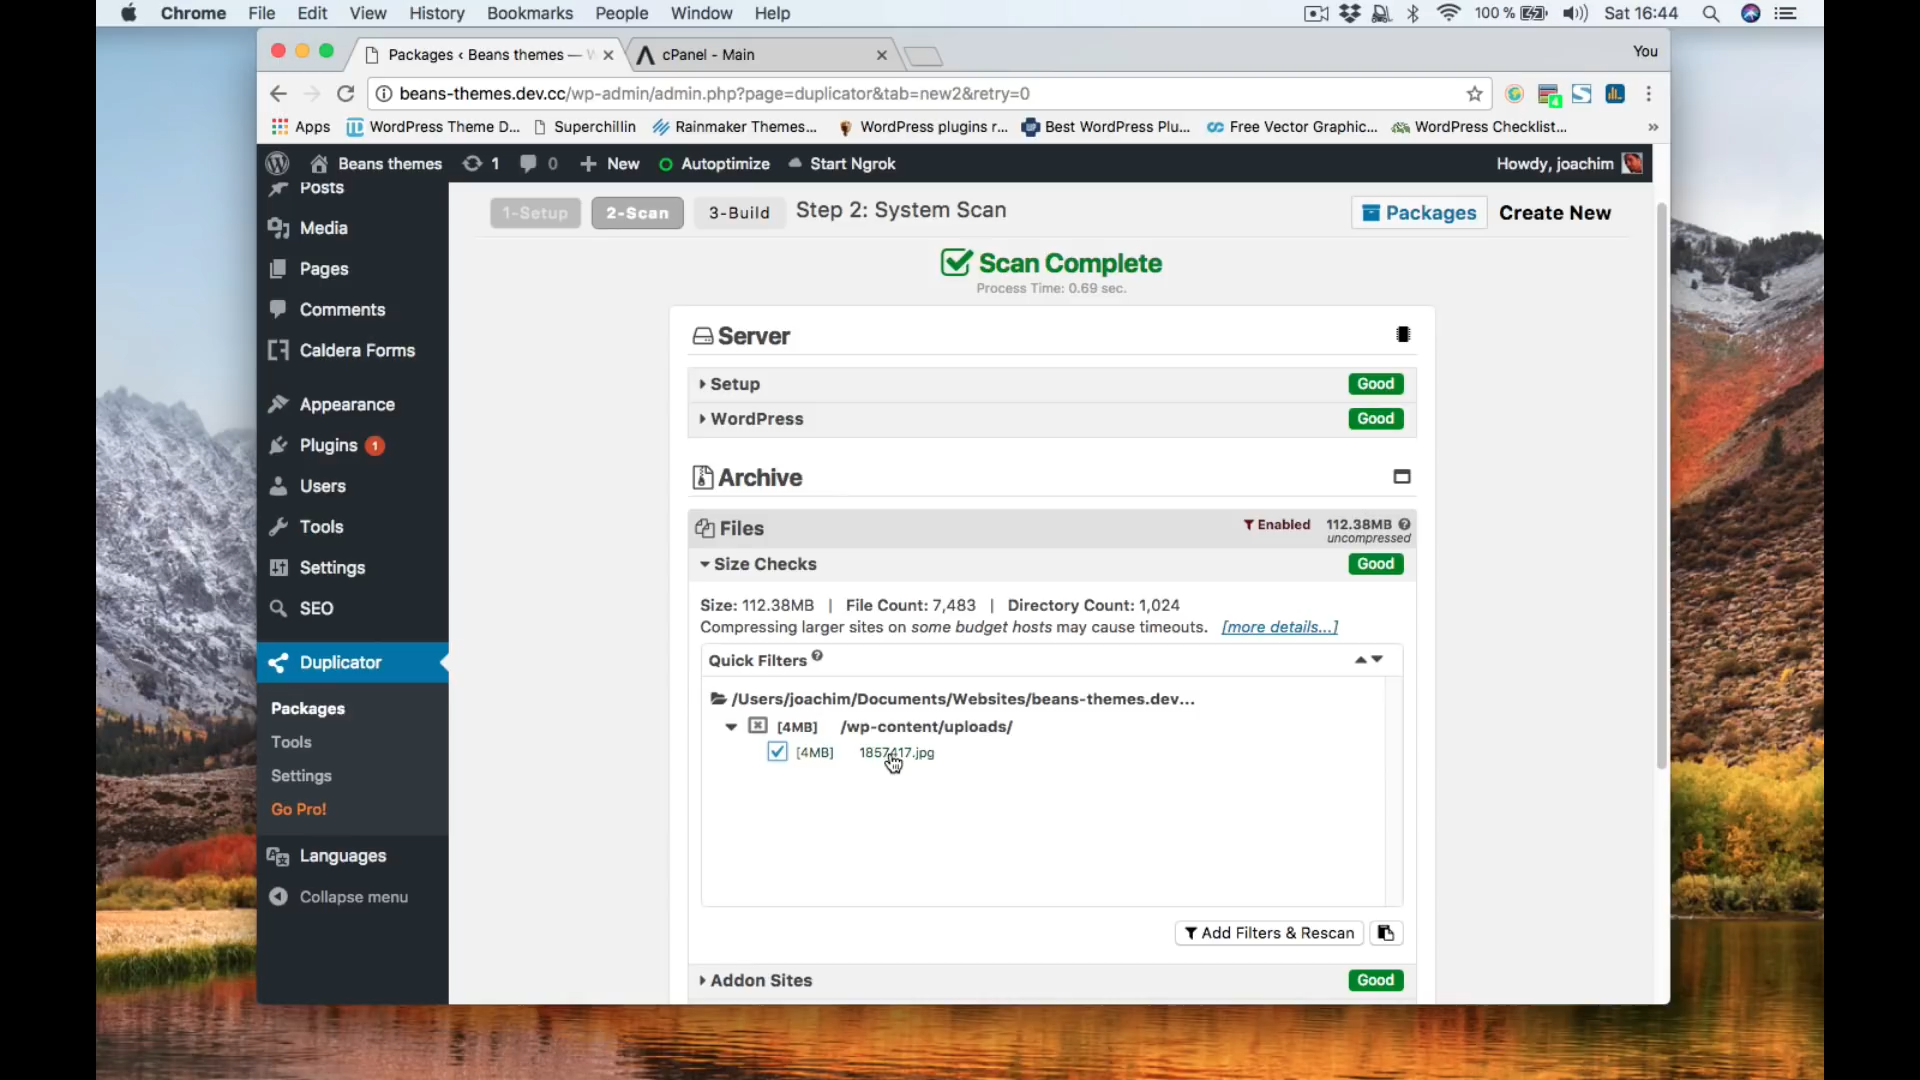 Chrome File Edit View History Bookmarks People Window Help 100 % Sat 16:44
Packages ‹ Beans themes — cPanel - Main You
beans-themes.dev.cc/wp-admin/admin.php?page=duplicator&tab=new2&retry=0
Apps WordPress Theme D... Superchillin Rainmaker Themes... WordPress plugins r... Best WordPress Plu... Free Vector Graphic... WordPress Checklist... »
Beans themes 1 0 New Autoptimize Start Ngrok Howdy, joachim
Posts
Media
Pages
Comments
Caldera Forms
Appearance
Plugins 1
Users
Tools
Settings
SEO
Duplicator
Packages
Tools
Settings
Go Pro!
Languages
Collapse menu
1-Setup 2-Scan 3-Build Step 2: System Scan Packages Create New
Scan Complete
Process Time: 0.69 sec.
Server
Setup Good
WordPress Good
Archive
Files Enabled 112.38MB
uncompressed
Size Checks Good
Size: 112.38MB | File Count: 7,483 | Directory Count: 1,024
Compressing larger sites on some budget hosts may cause timeouts. [more details...]
Quick Filters
/Users/joachim/Documents/Websites/beans-themes.dev...
[4MB] /wp-content/uploads/
[4MB] 1857417.jpg
Add Filters & Rescan
Addon Sites Good